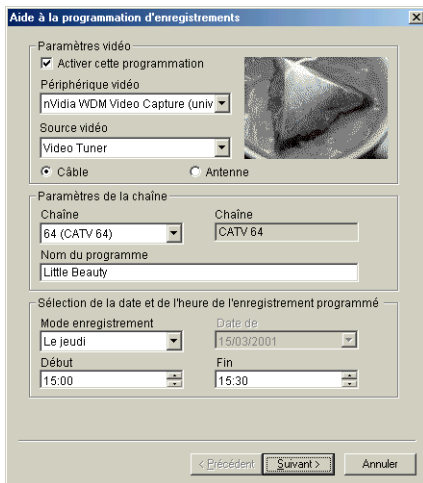 Aide à la programmation d'enregistrements
Paramètres vidéo
Activer cette programmation
Périphérique vidéo
nVidia WDM Video Capture (univ
Source vidéo
Video Tuner
Câble
Antenne
Paramètres de la chaîne
Chaîne
Chaîne
64 (CATV 64)
CATV 64
Nom du programme
Little Beauty
Sélection de la date et de l'heure de l'enregistrement programmé
Mode enregistrement
Date de
Le jeudi
15/03/2001
Début
Fin
15:00
15:30
< Précédent
Suivant >
Annuler